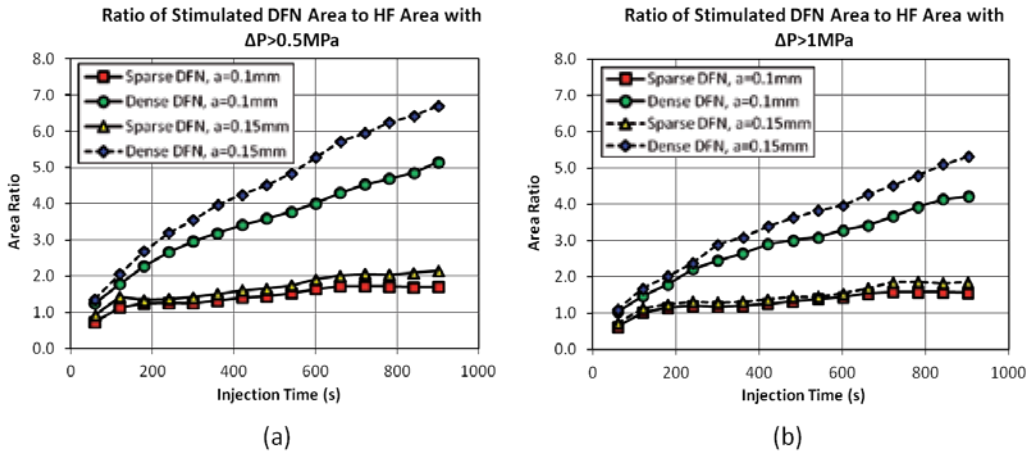 Ratio of Stimulated DFN Area to HF Area with
ΔP>0.5MPa
8.0
7.0
6.0
5.0
4.0
3.0
2.0
1.0
0.0
Area Ratio
Sparse DFN, a=0.1mm
Dense DFN, a=0.1mm
Sparse DFN, a=0.15mm
Dense DFN, a=0.15mm
0 200 400 600 800 1000
Injection Time (s)
(a)
Ratio of Stimulated DFN Area to HF Area with
ΔP>1MPa
8.0
7.0
6.0
5.0
4.0
3.0
2.0
1.0
0.0
Area Ratio
Sparse DFN, a=0.1mm
Dense DFN, a=0.1mm
Sparse DFN, a=0.15mm
Dense DFN, a=0.15mm
0 200 400 600 800 1000
Injection Time (s)
(b)